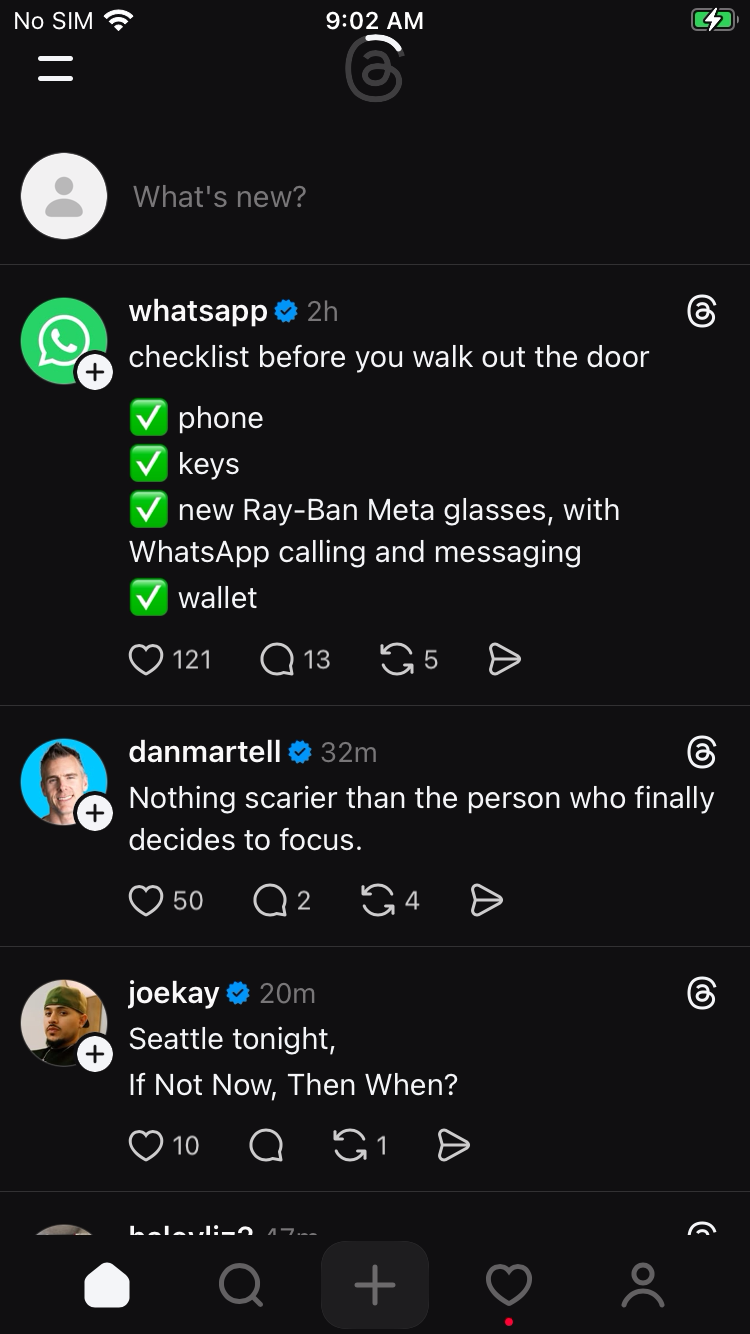 No SIM 9:02 AM
What's new?
whatsapp 2h
checklist before you walk out the door
✅ phone
✅ keys
✅ new Ray-Ban Meta glasses, with
WhatsApp calling and messaging
✅ wallet
121 13 5
danmartell 32m
Nothing scarier than the person who finally
decides to focus.
50 2 4
joekay 20m
Seattle tonight,
If Not Now, Then When?
10 1
47m